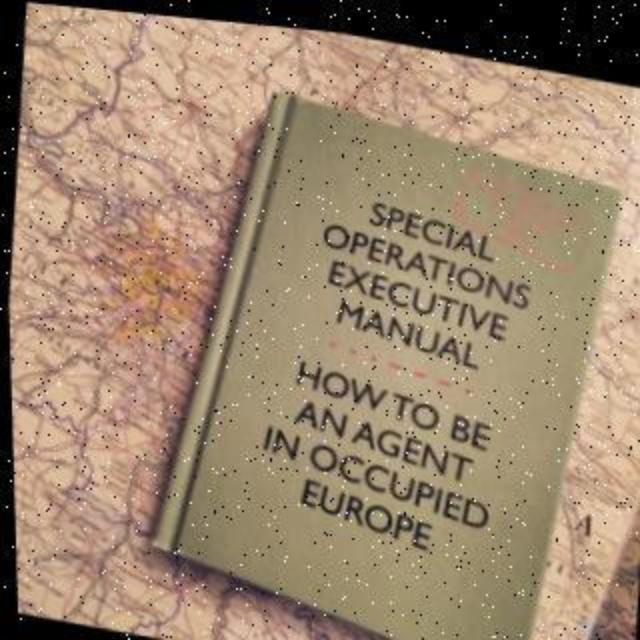 SPECIAL
OPERATIONS
EXECUTIVE
MANUAL
HOW TO BE
AN AGENT
IN OCCUPIED
EUROPE